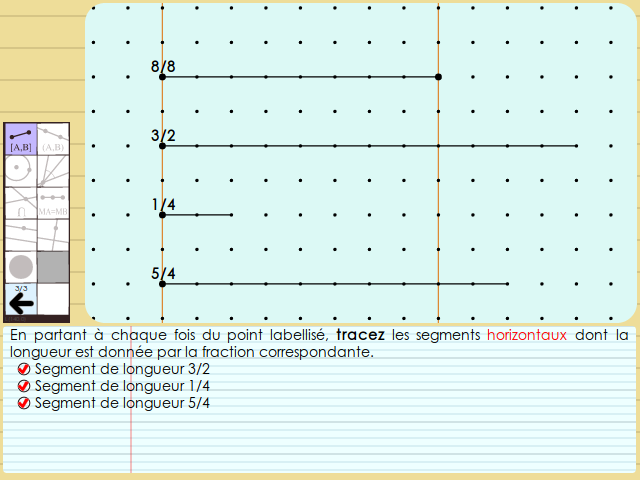 8/8
3/2
1/4
5/4
[A,B]
(A,B)
∩
MA=MB
3/3
En partant à chaque fois du point labellisé, tracez les segments horizontaux dont la
longueur est donnée par la fraction correspondante.
Segment de longueur 3/2
Segment de longueur 1/4
Segment de longueur 5/4